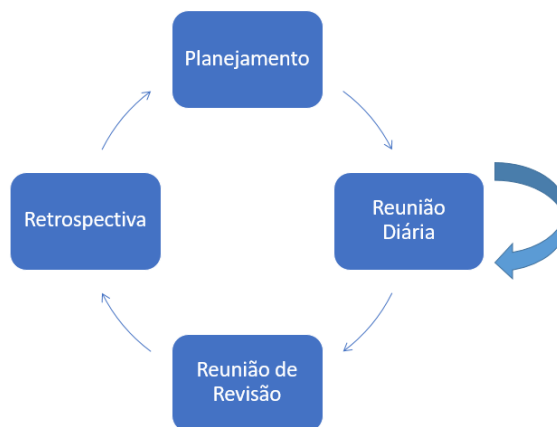 Planejamento
Reunião
Diária
Retrospectiva
Reunião de
Revisão